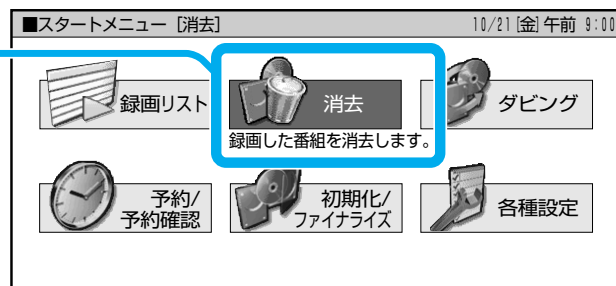 ■スタートメニュー［消去］ 10/21[金]午前 9:00
録画リスト
消去
ダビング
録画した番組を消去します。
予約/
予約確認
初期化/
ファイナライズ
各種設定